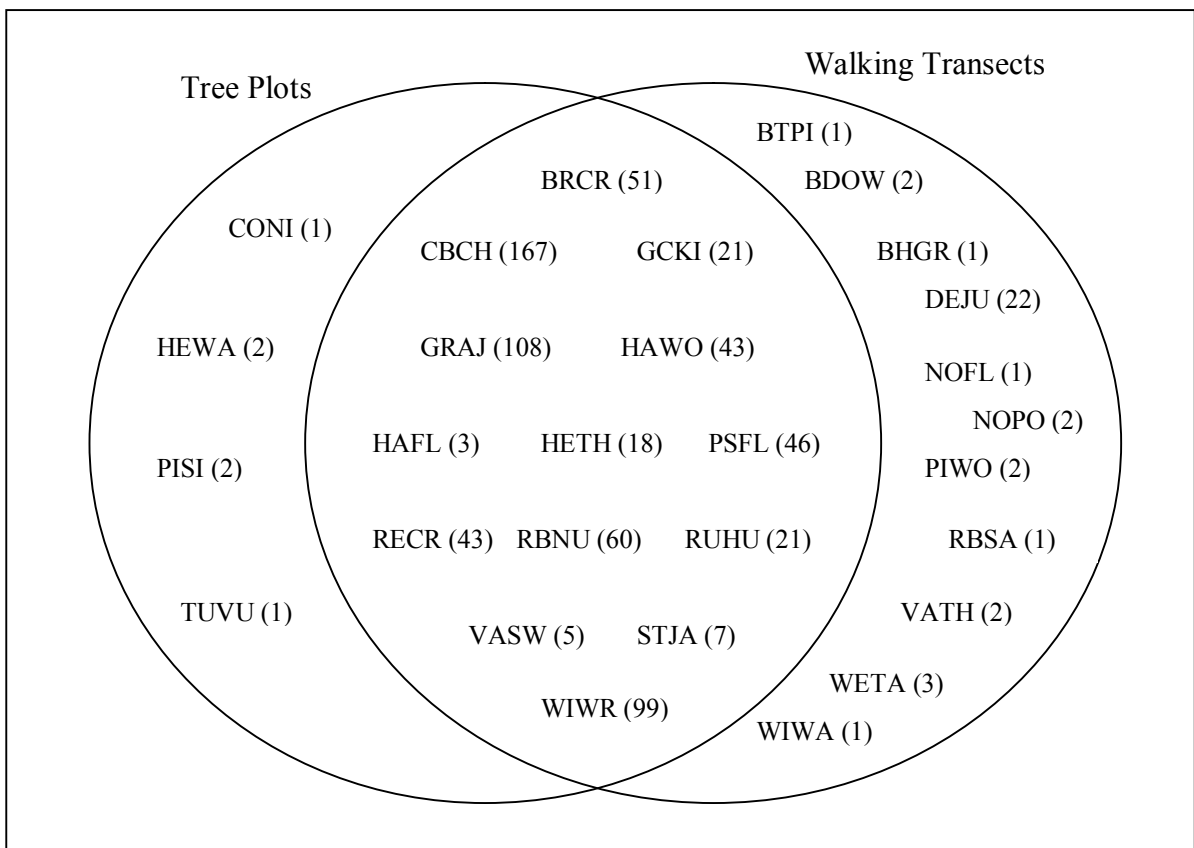 Tree Plots
Walking Transects
BTPI (1)
BRCR (51)
BDOW (2)
CONI (1)
CBCH (167)
GCKI (21)
BHGR (1)
DEJU (22)
HEWA (2)
GRAJ (108)
HAWO (43)
NOFL (1)
NOPO (2)
HAFL (3)
HETH (18)
PSFL (46)
PISI (2)
PIWO (2)
RECR (43)
RBNU (60)
RUHU (21)
RBSA (1)
TUVU (1)
VATH (2)
VASW (5)
STJA (7)
WETA (3)
WIWR (99)
WIWA (1)